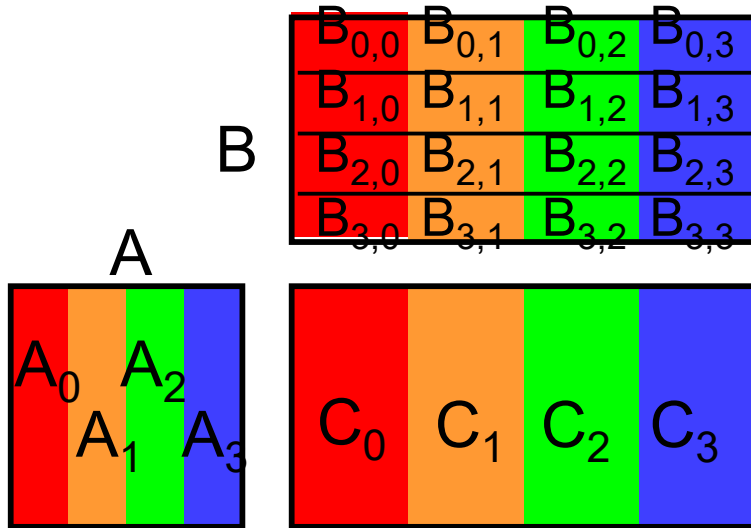 B₀,₀ B₀,₁ B₀,₂ B₀,₃
B₁,₀ B₁,₁ B₁,₂ B₁,₃
B
B₂,₀ B₂,₁ B₂,₂ B₂,₃
B₃,₀ B₃,₁ B₃,₂ B₃,₃
A
A₀ A₂
A₁ A₃
C₀ C₁ C₂ C₃